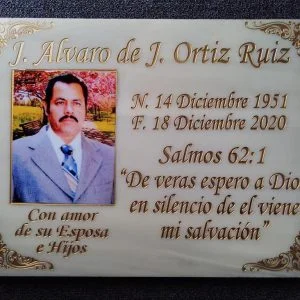 J. Alvaro de J. Ortiz Ruiz
N. 14 Diciembre 1951
F. 18 Diciembre 2020
Salmos 62:1
“De veras espero a Dio
en silencio de el viene
mi salvación”
Con amor
de su Esposa
e Hijos